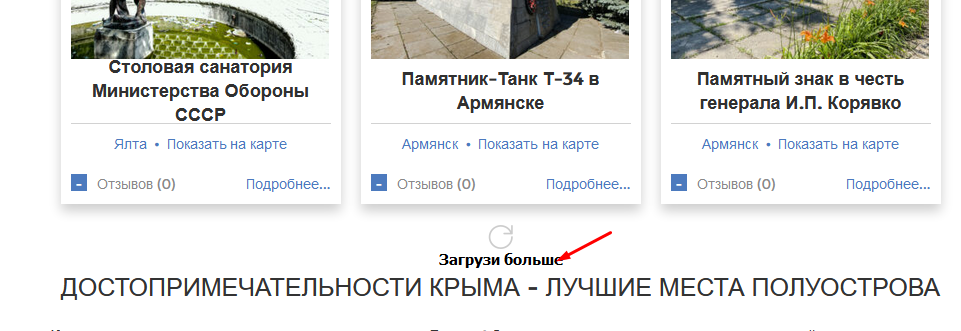 Столовая санатория
Министерства Обороны
СССР
Ялта • Показать на карте
- Отзывов (0) Подробнее...
Памятник-Танк Т-34 в
Армянске
Армянск • Показать на карте
- Отзывов (0) Подробнее...
Памятный знак в честь
генерала И.П. Корявко
Армянск • Показать на карте
- Отзывов (0) Подробнее...
Загрузи больше
ДОСТОПРИМЕЧАТЕЛЬНОСТИ КРЫМА - ЛУЧШИЕ МЕСТА ПОЛУОСТРОВА